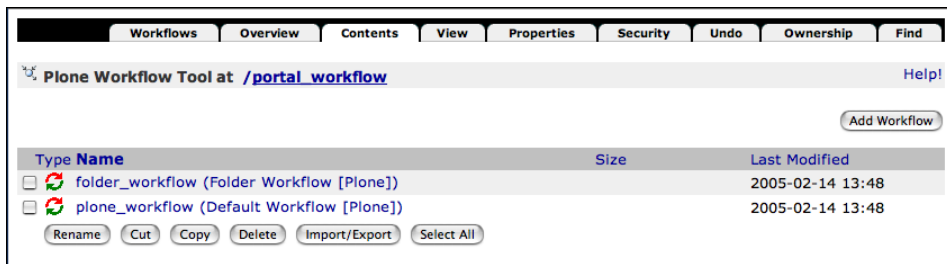 Workflows Overview Contents View Properties Security Undo Ownership Find
Plone Workflow Tool at /portal_workflow Help!
Add Workflow
Type Name Size Last Modified
folder_workflow (Folder Workflow [Plone]) 2005-02-14 13:48
plone_workflow (Default Workflow [Plone]) 2005-02-14 13:48
Rename Cut Copy Delete Import/Export Select All